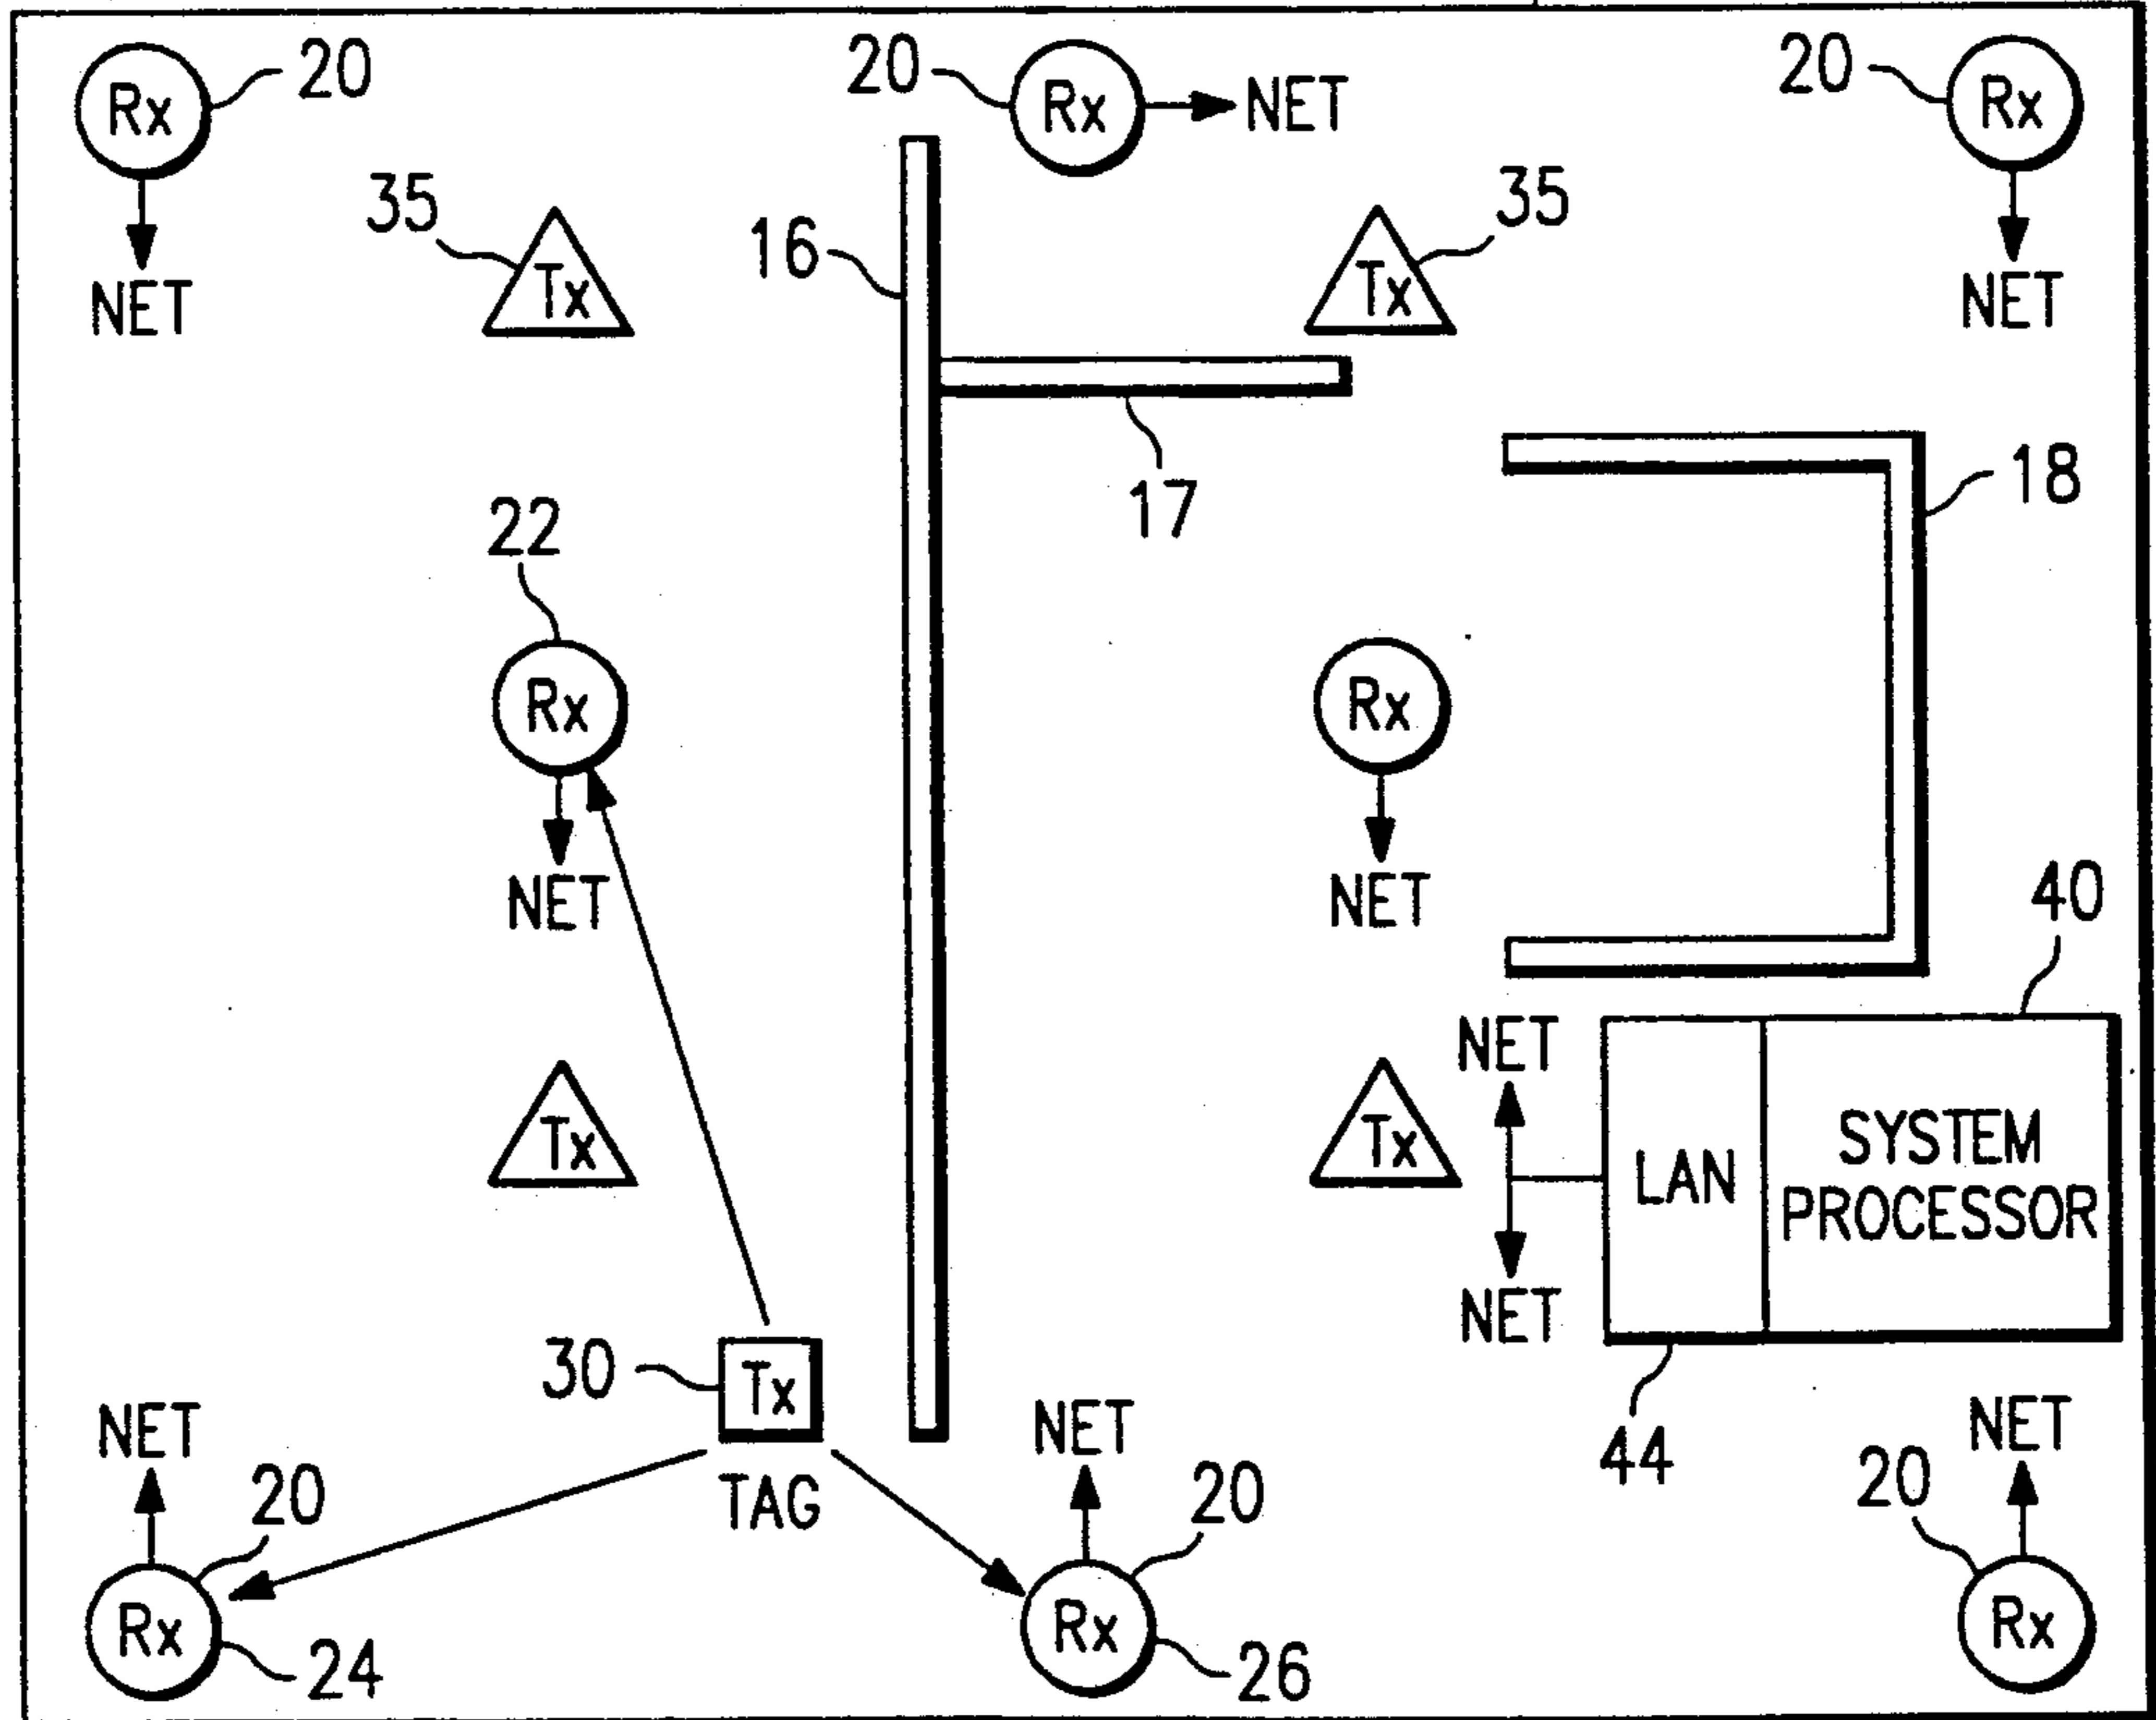 Rx 20
20 Rx NET
20 Rx
NET
35 Tx
16
Tx 35
NET
17
18
22
Rx
NET
Rx
NET
40
Tx
Tx
NET
LAN
SYSTEM
PROCESSOR
NET
44
30 Tx
TAG
NET
20
Rx
24
NET
20
Rx
26
NET
20
Rx